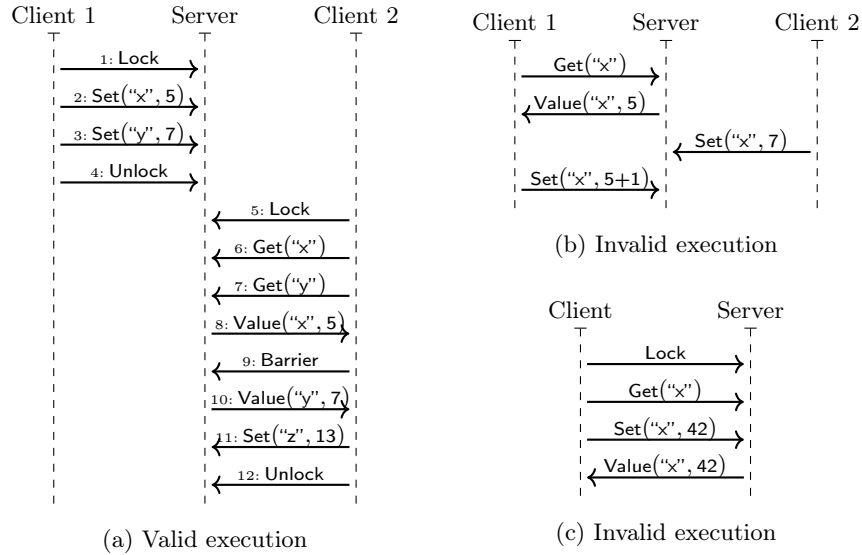 Client 1 Server Client 2
1: Lock
2: Set(“x”, 5)
3: Set(“y”, 7)
4: Unlock
5: Lock
6: Get(“x”)
7: Get(“y”)
8: Value(“x”, 5)
9: Barrier
10: Value(“y”, 7)
11: Set(“z”, 13)
12: Unlock
(a) Valid execution
Client 1 Server Client 2
Get(“x”)
Value(“x”, 5)
Set(“x”, 7)
Set(“x”, 5+1)
(b) Invalid execution
Client Server
Lock
Get(“x”)
Set(“x”, 42)
Value(“x”, 42)
(c) Invalid execution